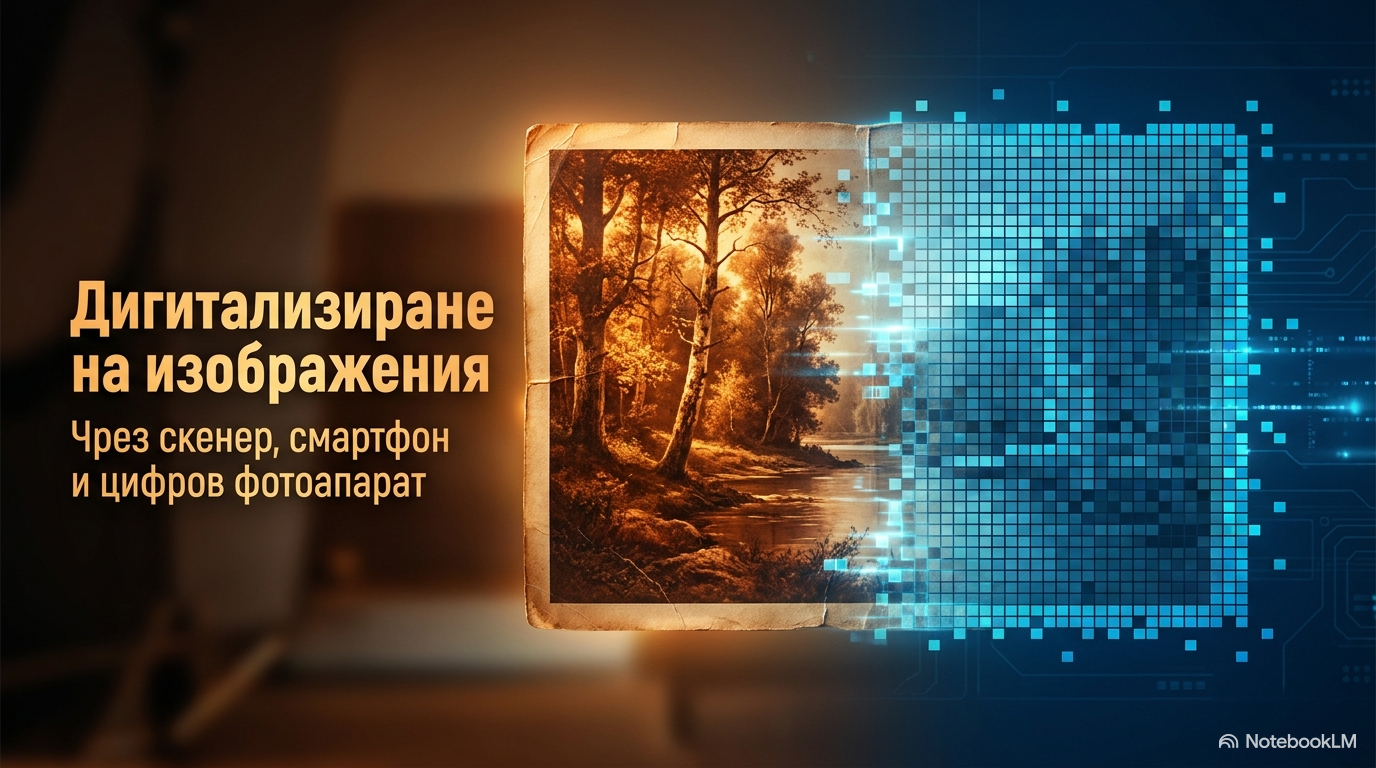 Дигитализиране
на изображения
Чрез скенер, смартфон
и цифров фотоапарат
NotebookLM